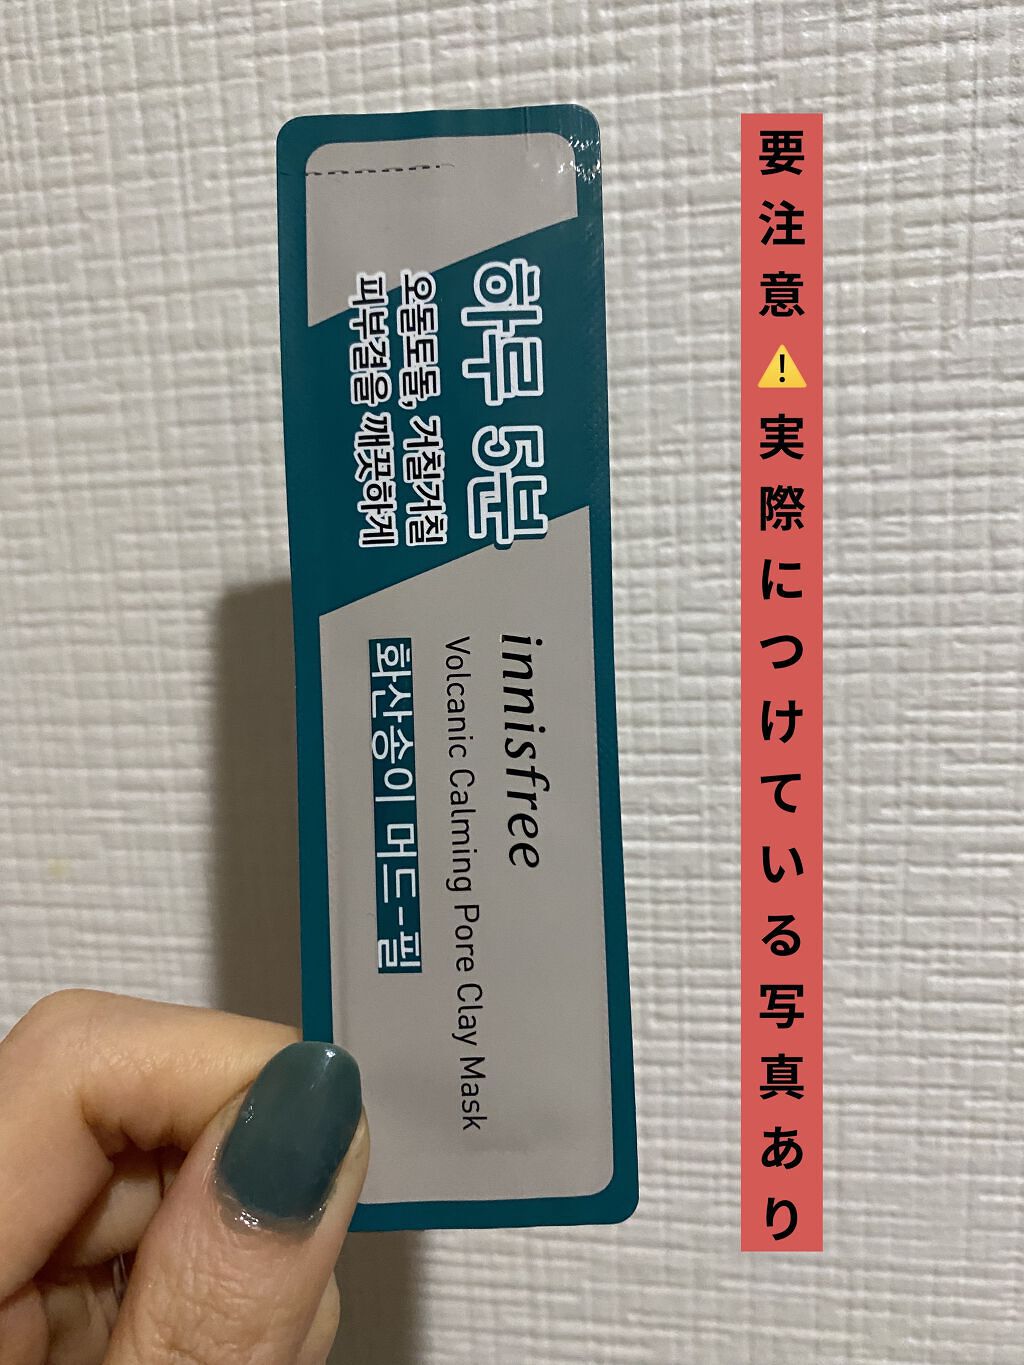 하루 5분
오돌토돌, 거칠거칠
피부결을 깨끗하게
innisfree
Volcanic Calming Pore Clay Mask
화산송이 머드-필
要注意⚠️実際につけている写真あり